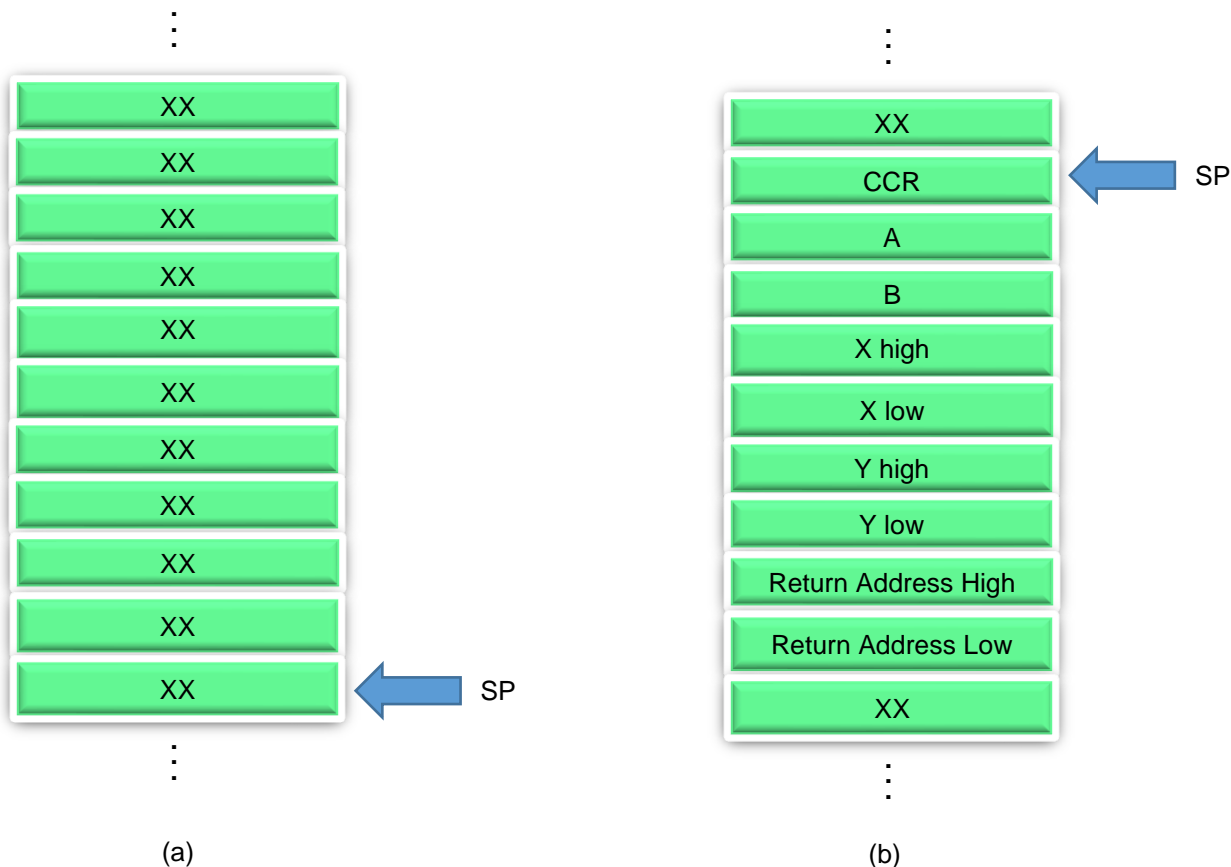 XX
XX
XX
XX
XX
XX
XX
XX
XX
XX
XX
SP
(a)
XX
CCR
SP
A
B
X high
X low
Y high
Y low
Return Address High
Return Address Low
XX
(b)